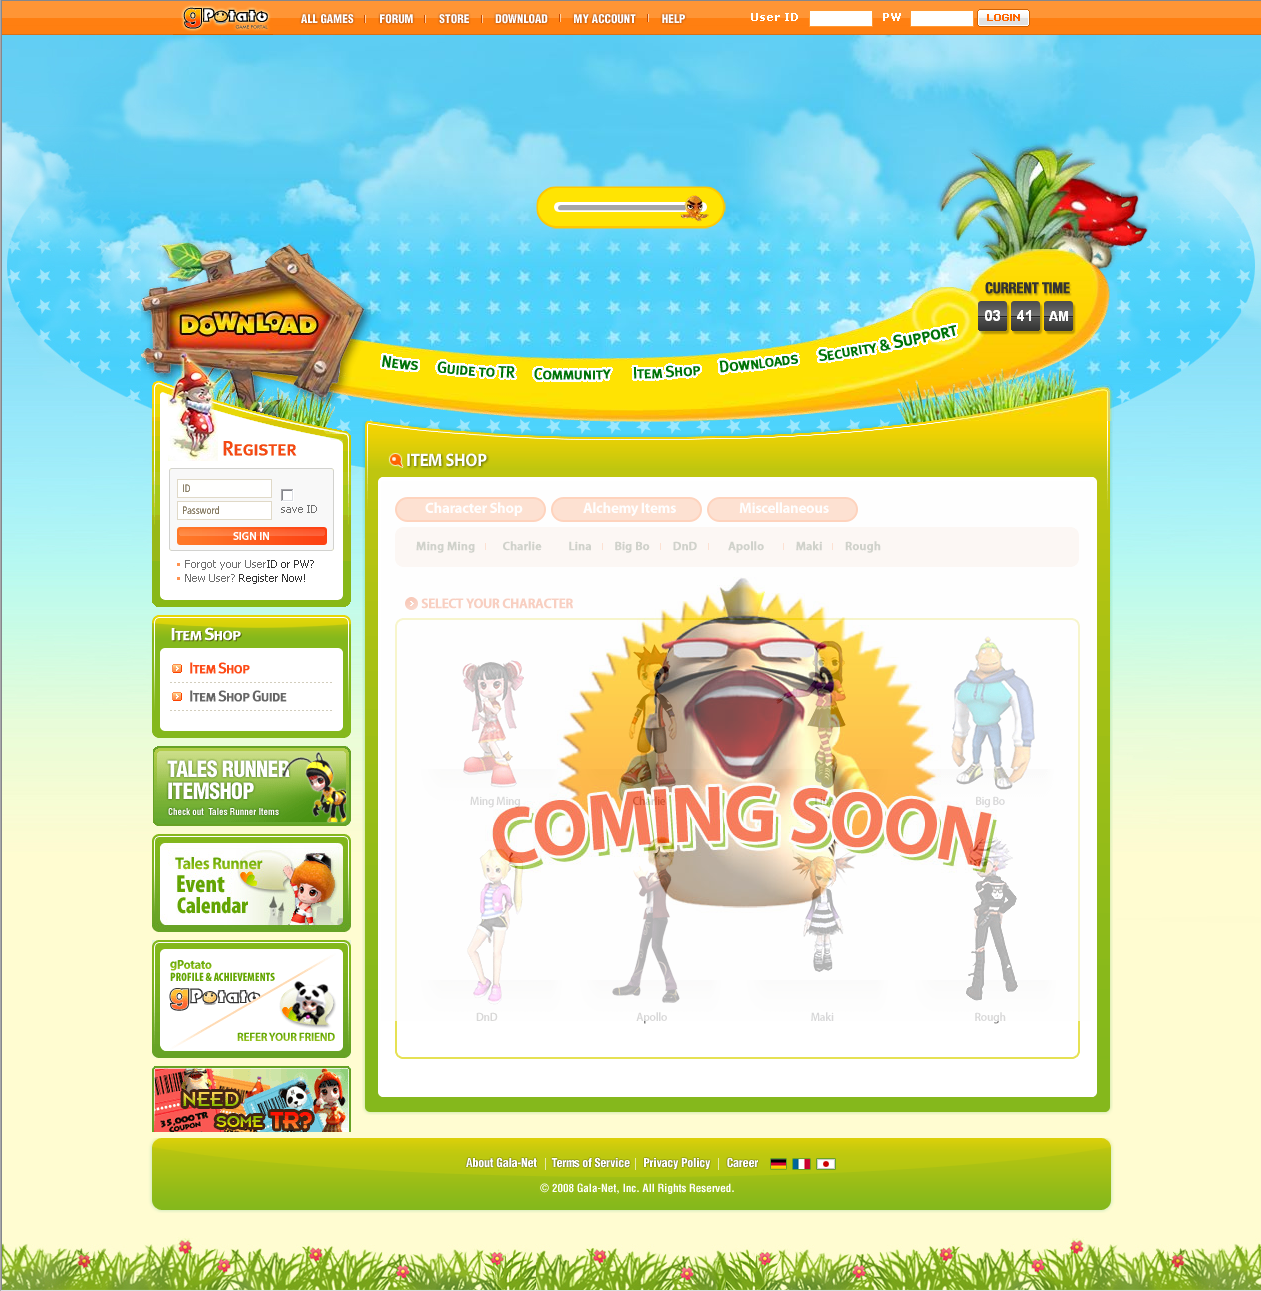 gPotato
GAME PORTAL
ALL GAMES
FORUM
STORE
DOWNLOAD
MY ACCOUNT
HELP
User ID
PW
LOGIN
DOWNLOAD
CURRENT TIME
03 41 AM
NEWS
GUIDE TO TR
COMMUNITY
ITEM SHOP
DOWNLOADS
SECURITY & SUPPORT
REGISTER
ID
Password
save ID
SIGN IN
Forgot your UserID or PW?
New User? Register Now!
ITEM SHOP
ITEM SHOP
ITEM SHOP GUIDE
TALES RUNNER
ITEMSHOP
Check out Tales Runner Items
Tales Runner
Event
Calendar
gPotato
PROFILE & ACHIEVEMENTS
gPotato
REFER YOUR FRIEND
NEED
SOME TR?
35,000TR
COUPON
ITEM SHOP
Character Shop
Alchemy Items
Miscellaneous
Ming Ming
Charlie
Lina
Big Bo
DnD
Apollo
Maki
Rough
SELECT YOUR CHARACTER
Ming Ming
Charlie
Big Bo
COMING SOON
DnD
Apollo
Maki
Rough
About Gala-Net
Terms of Service
Privacy Policy
Career
© 2008 Gala-Net, Inc. All Rights Reserved.